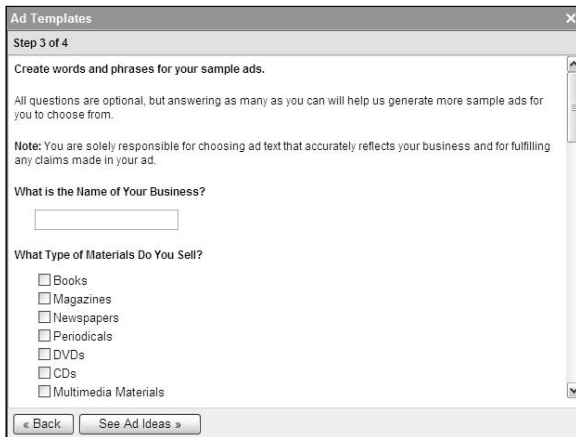 Ad Templates
Step 3 of 4
Create words and phrases for your sample ads.
All questions are optional, but answering as many as you can will help us generate more sample ads for
you to choose from.
Note: You are solely responsible for choosing ad text that accurately reflects your business and for fulfilling
any claims made in your ad.
What is the Name of Your Business?
What Type of Materials Do You Sell?
Books
Magazines
Newspapers
Periodicals
DVDs
CDs
Multimedia Materials
« Back See Ad Ideas »